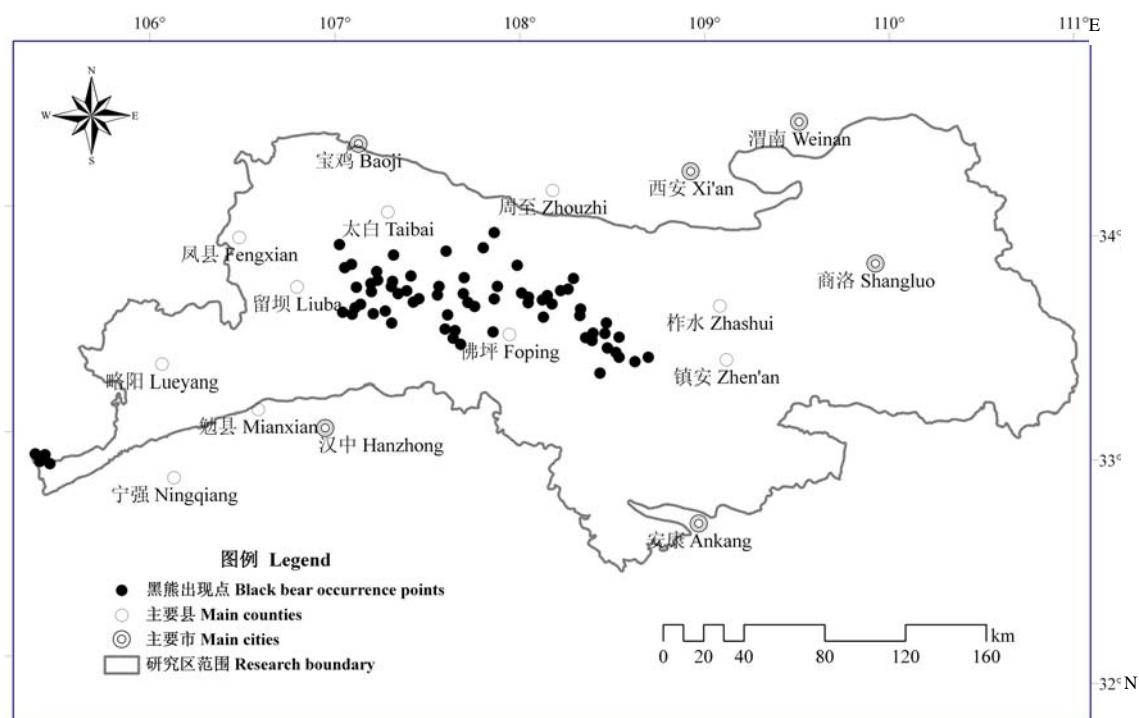 106° 107° 108° 109° 110° 111° E
N
W E
S
渭南 Weinan
宝鸡 Baoji
西安 Xi'an
周至 Zhouzhi
太白 Taibai
34°
凤县 Fengxian
商洛 Shangluo
留坝 Liuba
柞水 Zhashui
佛坪 Foping
镇安 Zhen'an
略阳 Lueyang
勉县 Mianxian
汉中 Hanzhong
33°
宁强 Ningqiang
安康 Ankang
图例 Legend
黑熊出现点 Black bear occurrence points
主要县 Main counties
主要市 Main cities
研究区范围 Research boundary
km
0 20 40 80 120 160
32° N